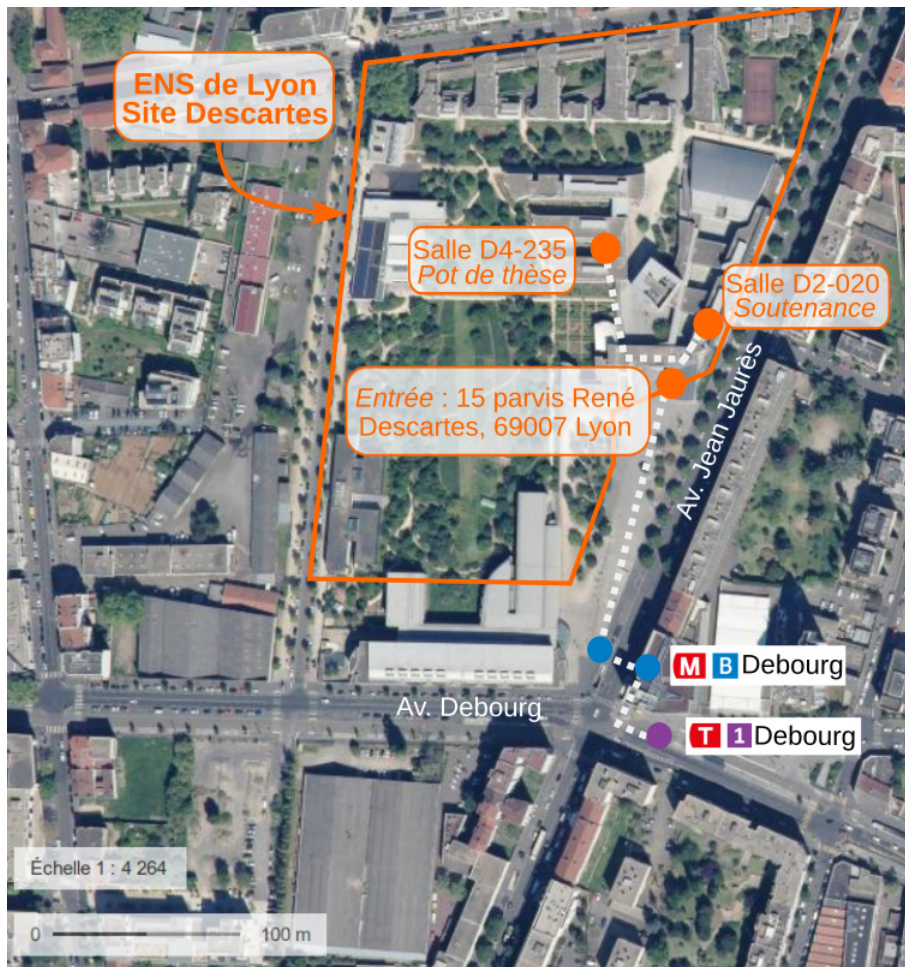 ENS de Lyon
Site Descartes
Salle D4-235
Pot de thèse
Salle D2-020
Soutenance
Entrée : 15 parvis René
Descartes, 69007 Lyon
Av. Jean Jaurès
M B Debourg
Av. Debourg
T 1 Debourg
Échelle 1 : 4 264
0 100 m